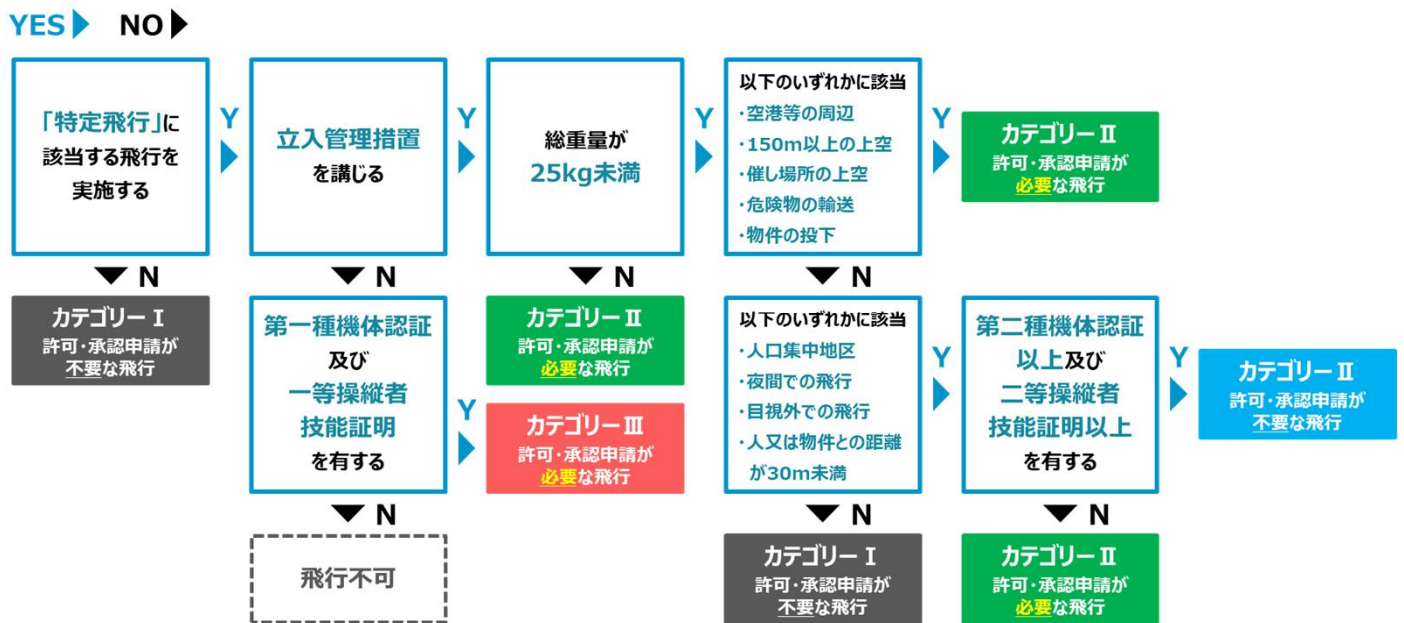 YES▶ NO▶
「特定飛行」に
該当する飛行を
実施する
Y
立入管理措置
を講じる
Y
総重量が
25kg未満
Y
以下のいずれかに該当
・空港等の周辺
・150m以上の上空
・催し場所の上空
・危険物の輸送
・物件の投下
Y
カテゴリーⅡ
許可・承認申請が
必要な飛行
N
N
N
N
カテゴリーⅠ
許可・承認申請が
不要な飛行
第一種機体認証
及び
一等操縦者
技能証明
を有する
Y
カテゴリーⅡ
許可・承認申請が
必要な飛行
カテゴリーⅢ
許可・承認申請が
必要な飛行
以下のいずれかに該当
・人口集中地区
・夜間での飛行
・目視外での飛行
・人又は物件との距離
が30m未満
Y
第二種機体認証
以上及び
二等操縦者
技能証明以上
を有する
Y
カテゴリーⅡ
許可・承認申請が
不要な飛行
N
N
N
飛行不可
カテゴリーⅠ
許可・承認申請が
不要な飛行
カテゴリーⅡ
許可・承認申請が
必要な飛行